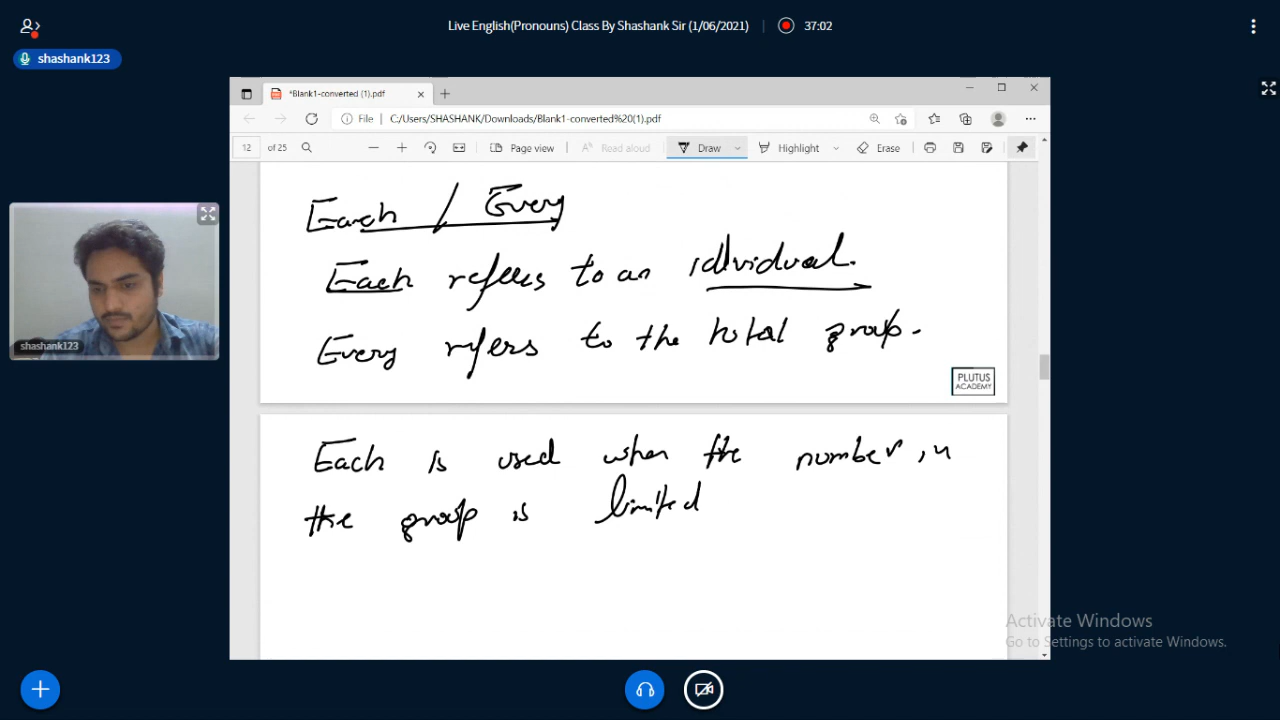 Live English(Pronouns) Class By Shashank Sir (1/06/2021)
37:02
shashank123
*Blank1-converted (1).pdf
File
C:/Users/SHASHANK/Downloads/Blank1-converted%20(1).pdf
12 of 25
Page view
Read aloud
Draw
Highlight
Erase
Each / Every
Each refers to an individual.
Every refers to the total group.
PLUTUS
ACADEMY
shashank123
Each is used when the number in
the group is limited
Activate Windows
Go to Settings to activate Windows.